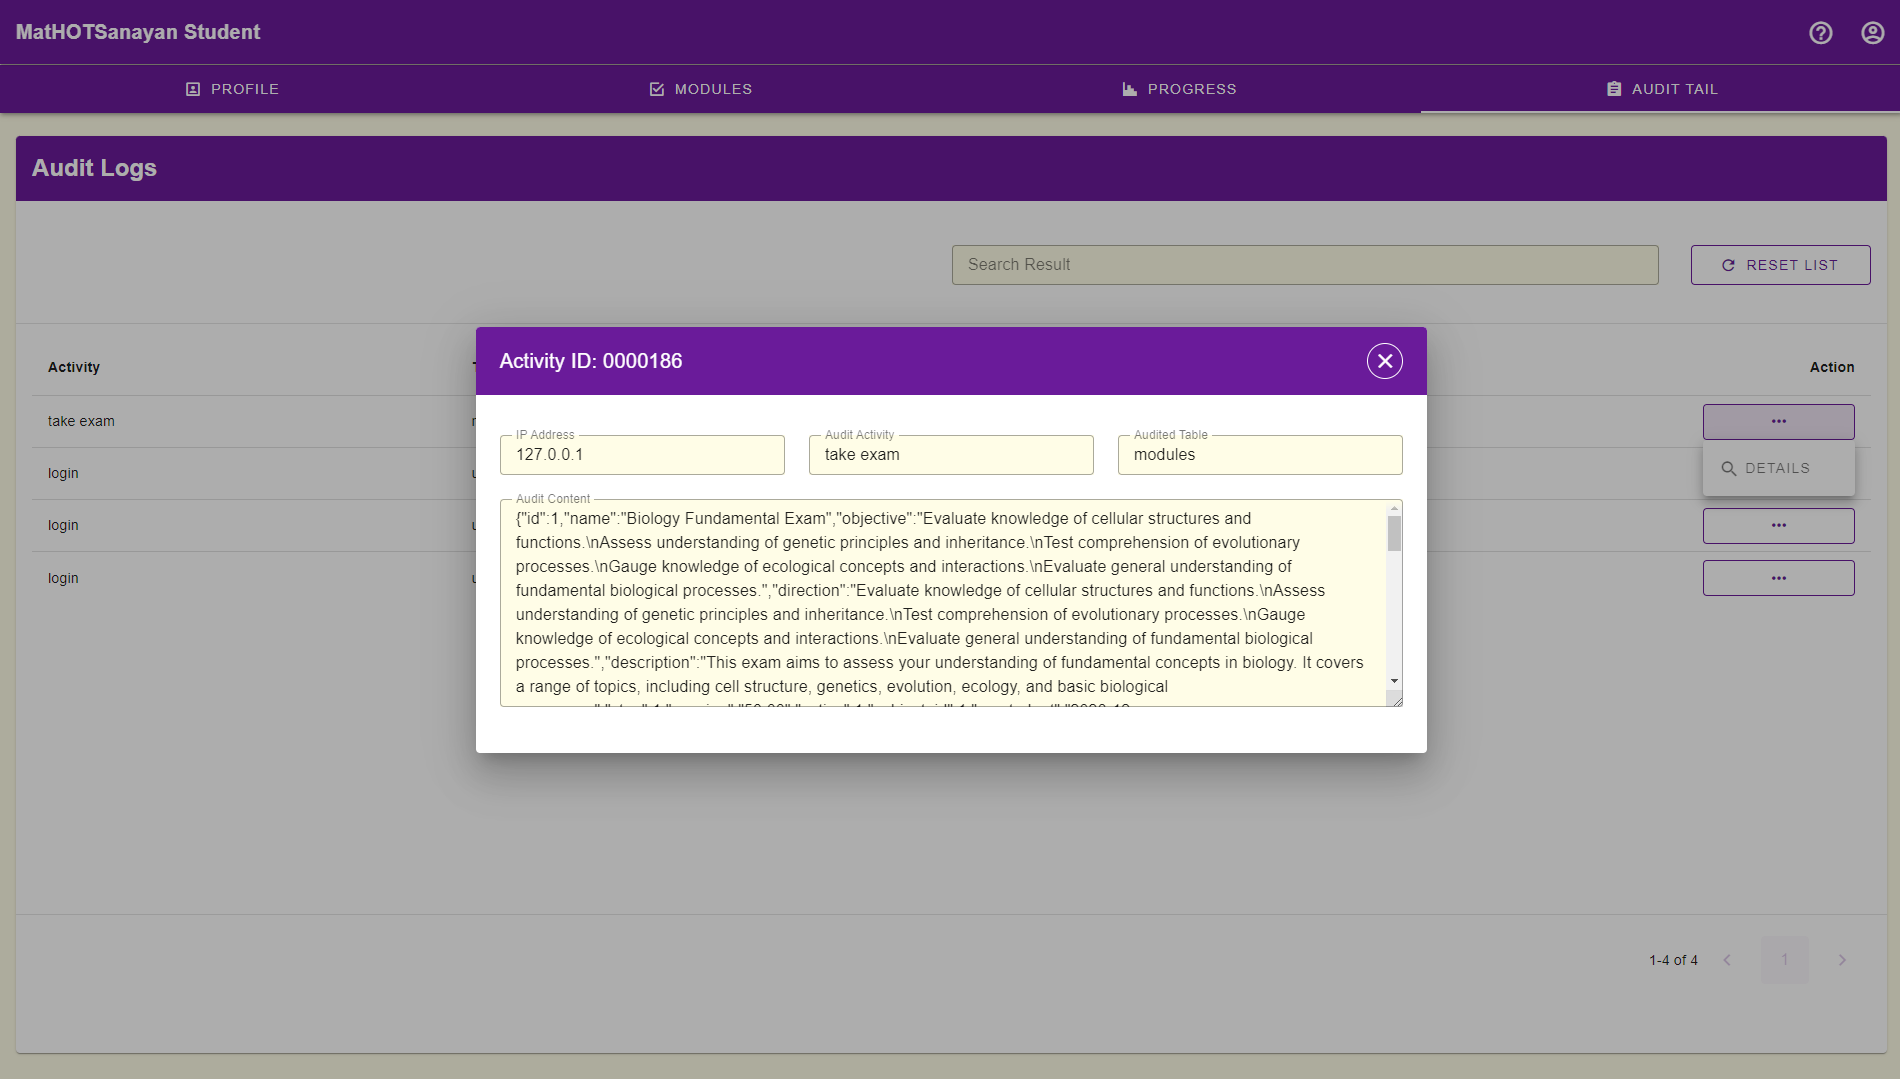 MatHOTSanayan Student
PROFILE
MODULES
PROGRESS
AUDIT TAIL
Audit Logs
Search Result
RESET LIST
Activity
Action
take exam
login
DETAILS
login
login
Activity ID: 0000186
IP Address
127.0.0.1
Audit Activity
take exam
Audited Table
modules
Audit Content
{"id":1,"name":"Biology Fundamental Exam","objective":"Evaluate knowledge of cellular structures and
functions.\nAssess understanding of genetic principles and inheritance.\nTest comprehension of evolutionary
processes.\nGauge knowledge of ecological concepts and interactions.\nEvaluate general understanding of
fundamental biological processes.","direction":"Evaluate knowledge of cellular structures and functions.\nAssess
understanding of genetic principles and inheritance.\nTest comprehension of evolutionary processes.\nGauge
knowledge of ecological concepts and interactions.\nEvaluate general understanding of fundamental biological
processes.","description":"This exam aims to assess your understanding of fundamental concepts in biology. It covers
a range of topics, including cell structure, genetics, evolution, ecology, and basic biological
1-4 of 4
1